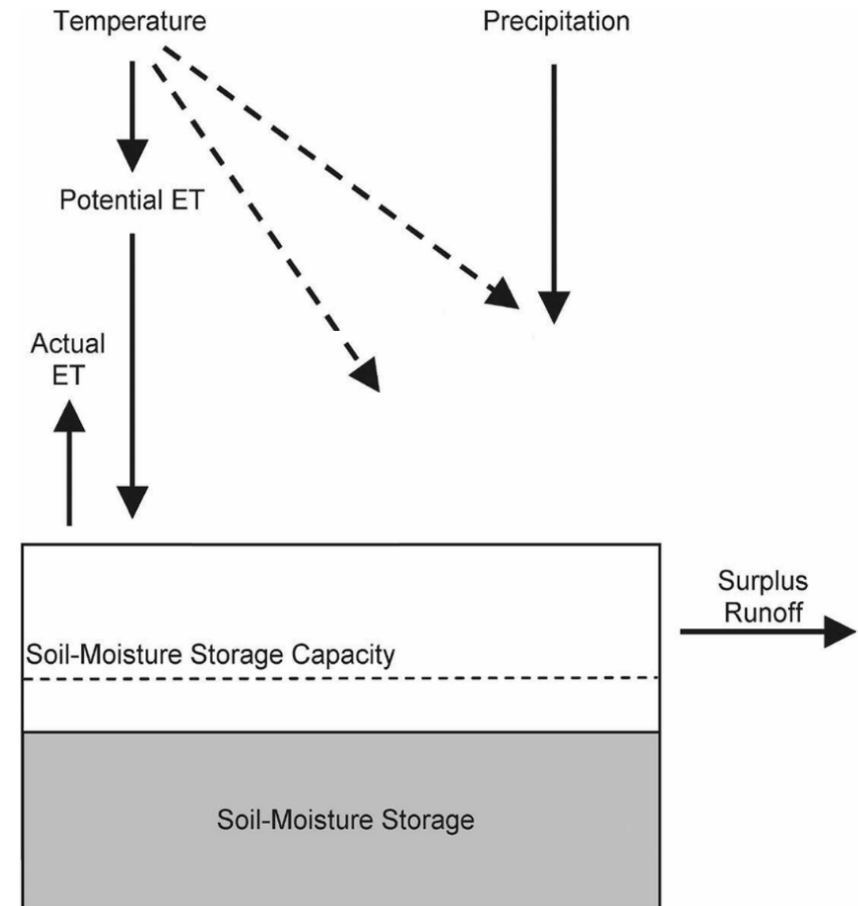 Temperature
Precipitation
Potential ET
Actual
ET
Surplus
Runoff
Soil-Moisture Storage Capacity
Soil-Moisture Storage